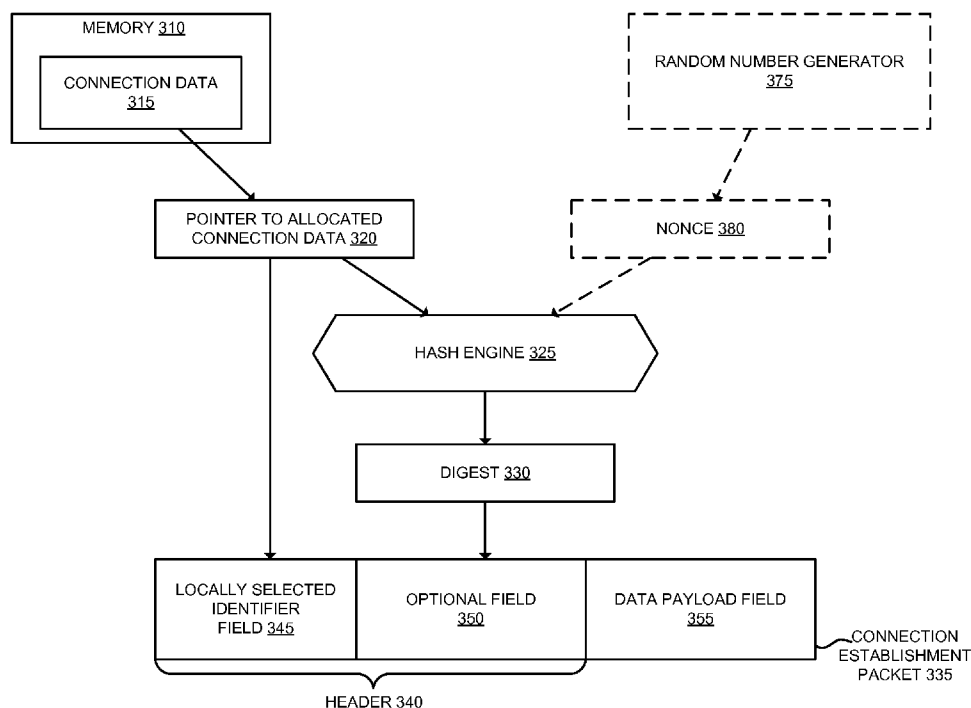 MEMORY 310
CONNECTION DATA
315
RANDOM NUMBER GENERATOR
375
POINTER TO ALLOCATED
CONNECTION DATA 320
NONCE 380
HASH ENGINE 325
DIGEST 330
LOCALLY SELECTED
IDENTIFIER
FIELD 345
OPTIONAL FIELD
350
DATA PAYLOAD FIELD
355
CONNECTION
ESTABLISHMENT
PACKET 335
HEADER 340